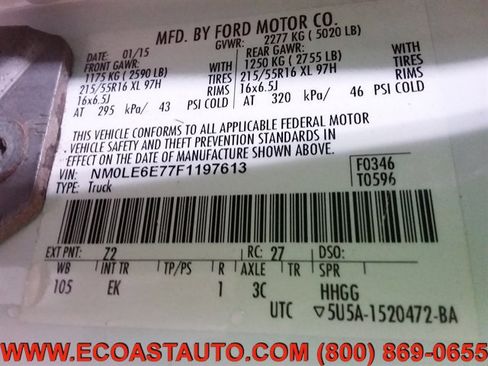 MFD. BY FORD MOTOR CO.
DATE: 01/15 GVWR: 2277 KG ( 5020 LB)
FRONT GAWR: REAR GAWR:
1175 KG ( 2590 LB) WITH 1250 KG ( 2755 LB) WITH
215/55R16 XL 97H TIRES 215/55R16 XL 97H TIRES
16x6.5J RIMS 16x6.5J RIMS
AT 295 kPa/ 43 PSI COLD AT 320 kPa/ 46 PSI COLD
THIS VEHICLE CONFORMS TO ALL APPLICABLE FEDERAL MOTOR
VEHICLE SAFETY AND THEFT PREVENTION STANDARDS IN
EFFECT ON THE DATE OF MANUFACTURE SHOWN ABOVE.
VIN: NM0LE6E77F1197613 F0346
TYPE: Truck T0596
EXT PNT: Z2 RC: 27 DSO:
WB INT TR TP/PS R AXLE TR SPR
105 EK 1 3C HHGG
UTC ▽5U5A-1520472-BA
WWW.ECOASTAUTO.COM (800) 869-0655